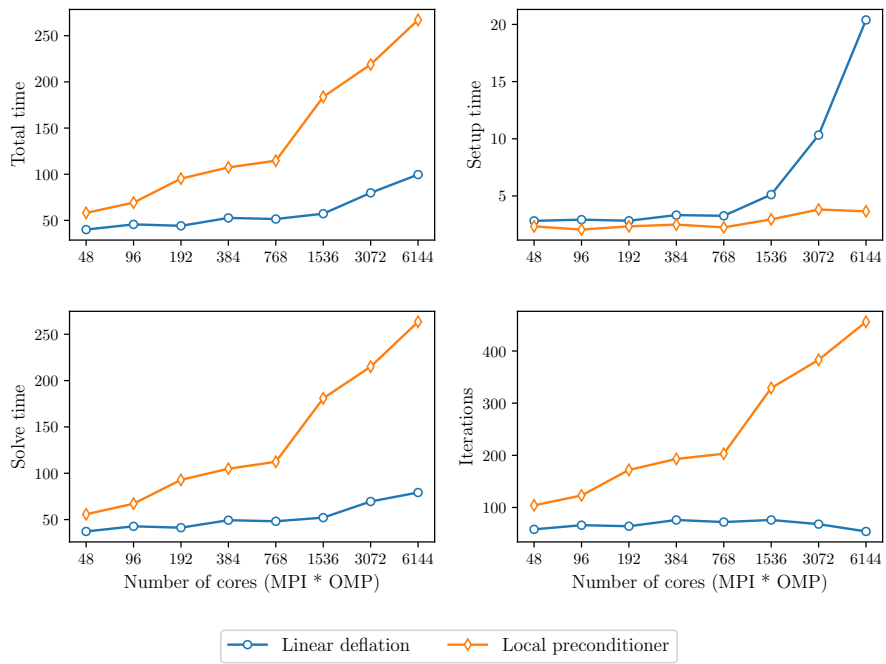 250
200
150
100
50
Total time
48 96 192 384 768 1536 3072 6144
20
15
10
5
Setup time
48 96 192 384 768 1536 3072 6144
250
200
150
100
50
Solve time
48 96 192 384 768 1536 3072 6144
Number of cores (MPI * OMP)
400
300
200
100
Iterations
48 96 192 384 768 1536 3072 6144
Number of cores (MPI * OMP)
Linear deflation
Local preconditioner